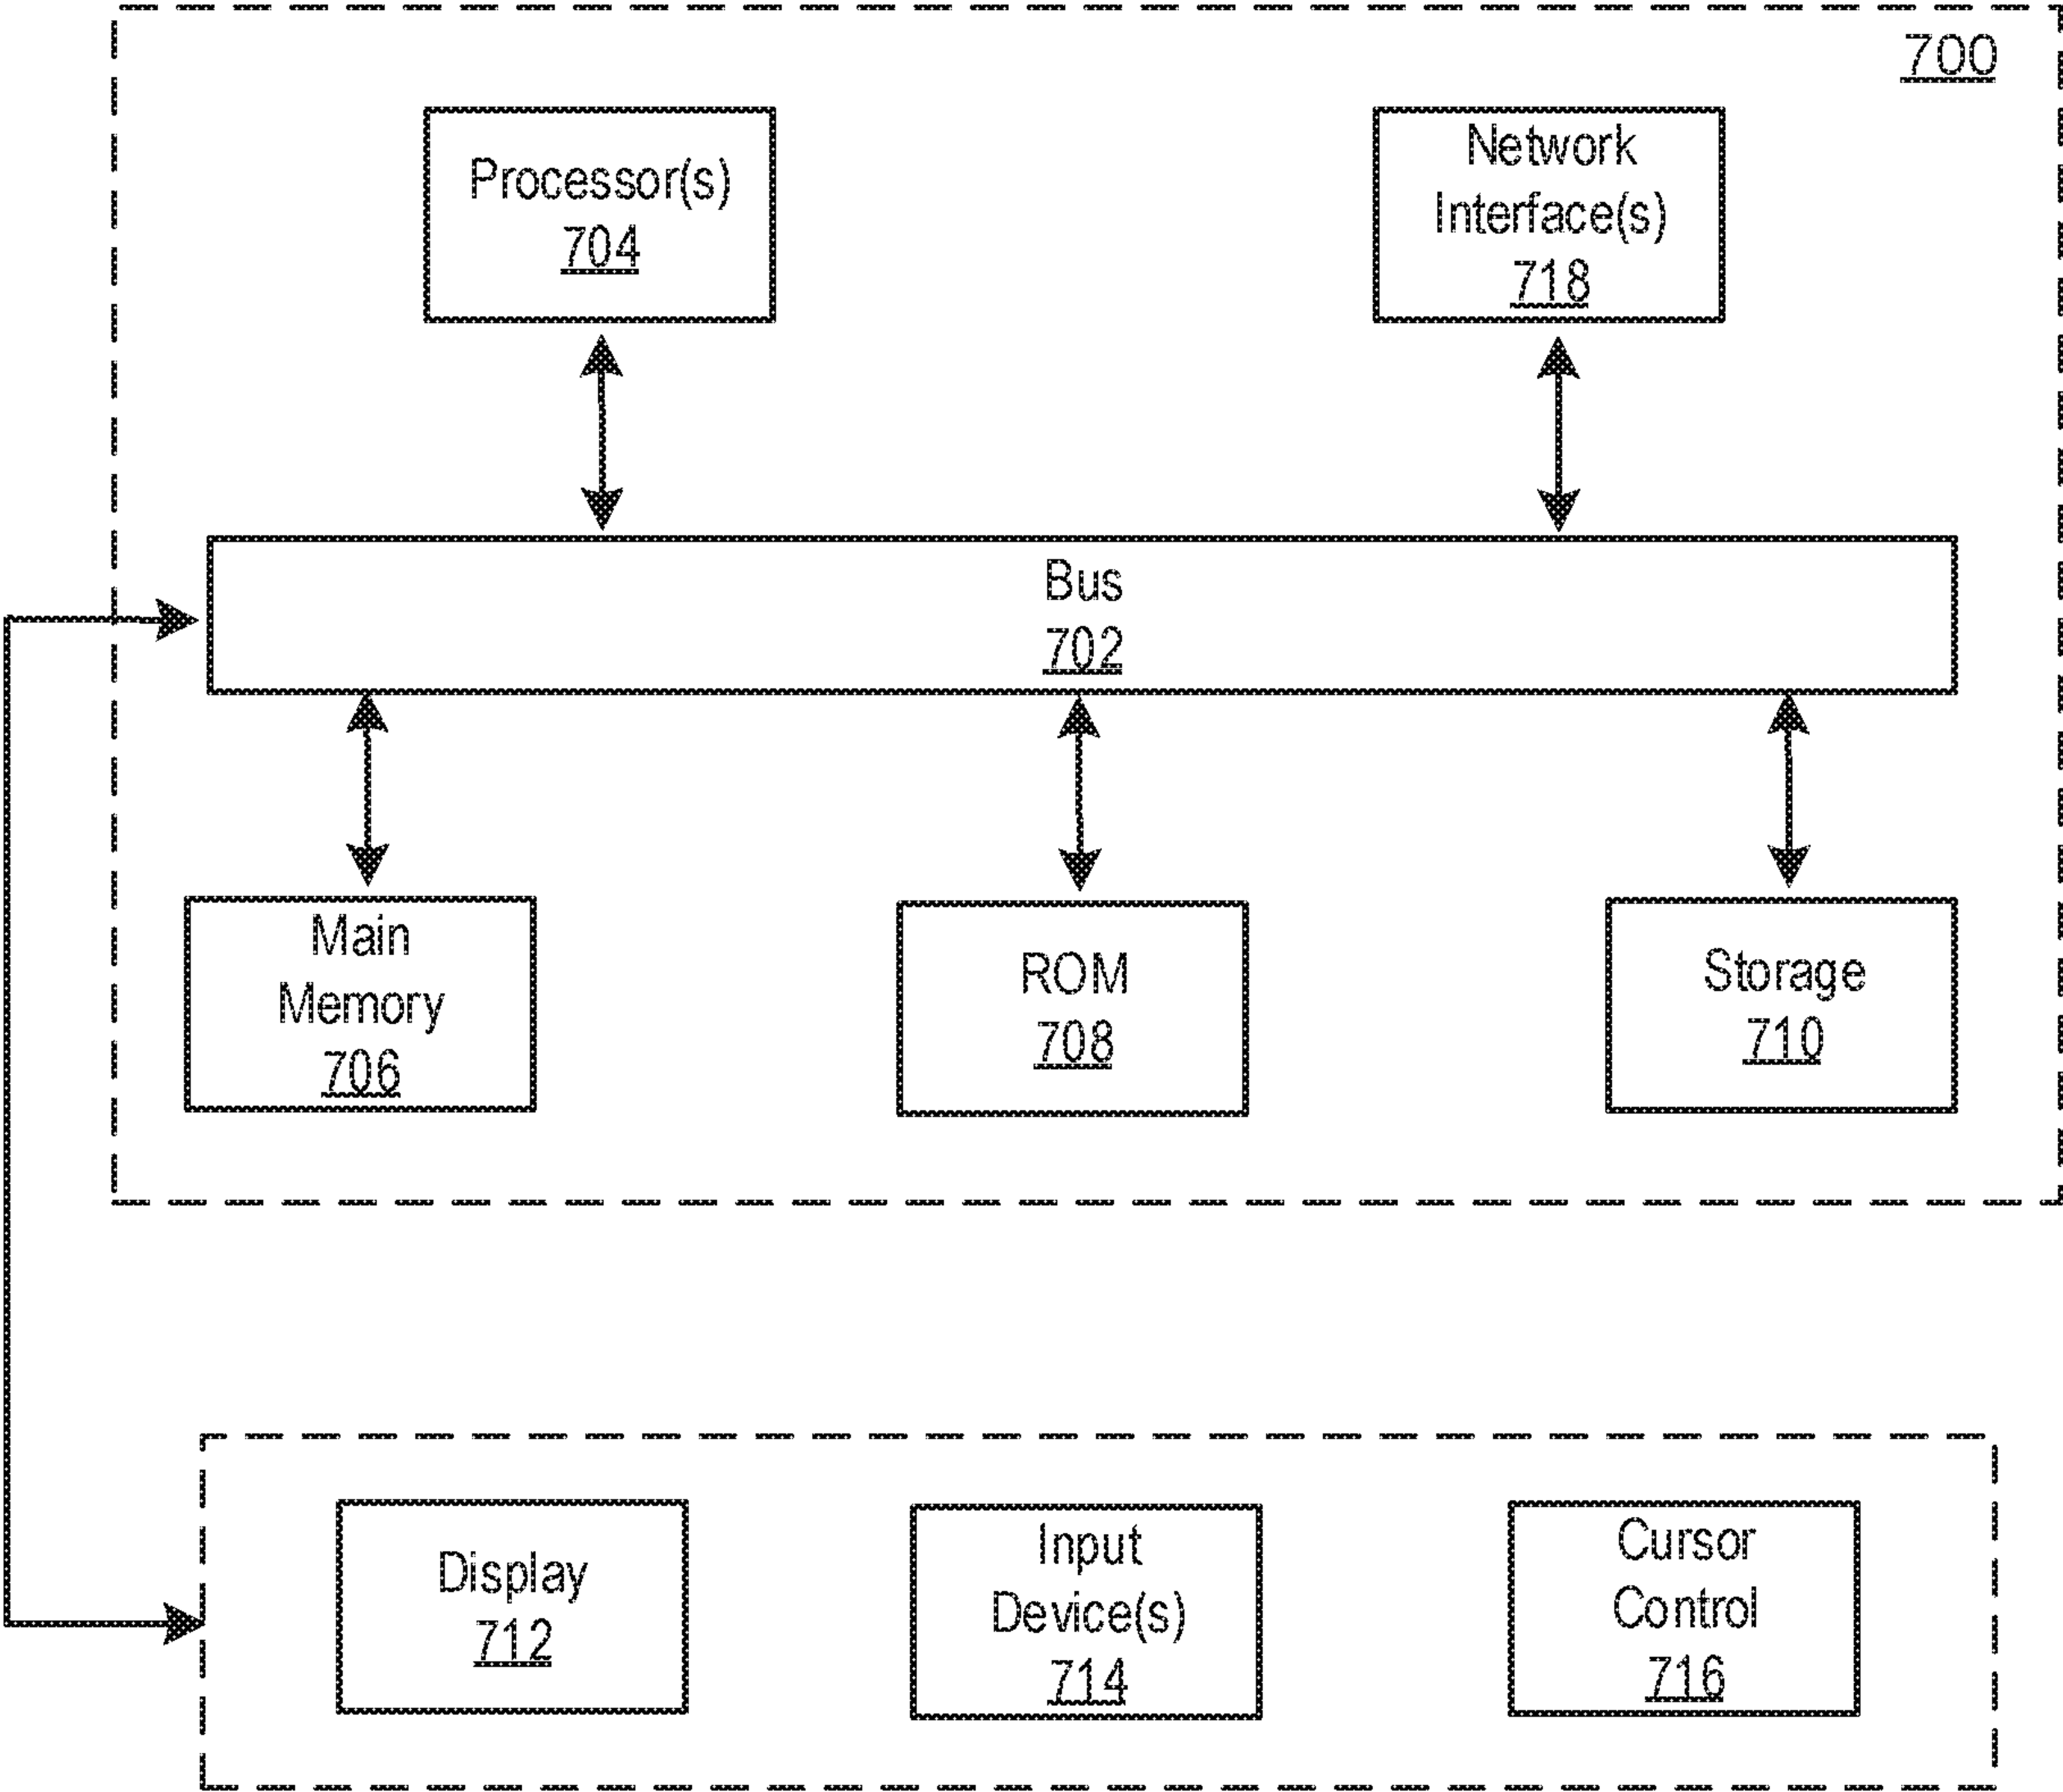 700
Processor(s)
704
Network
Interface(s)
718
Bus
702
Main
Memory
706
ROM
708
Storage
710
Display
712
Input
Device(s)
714
Cursor
Control
716